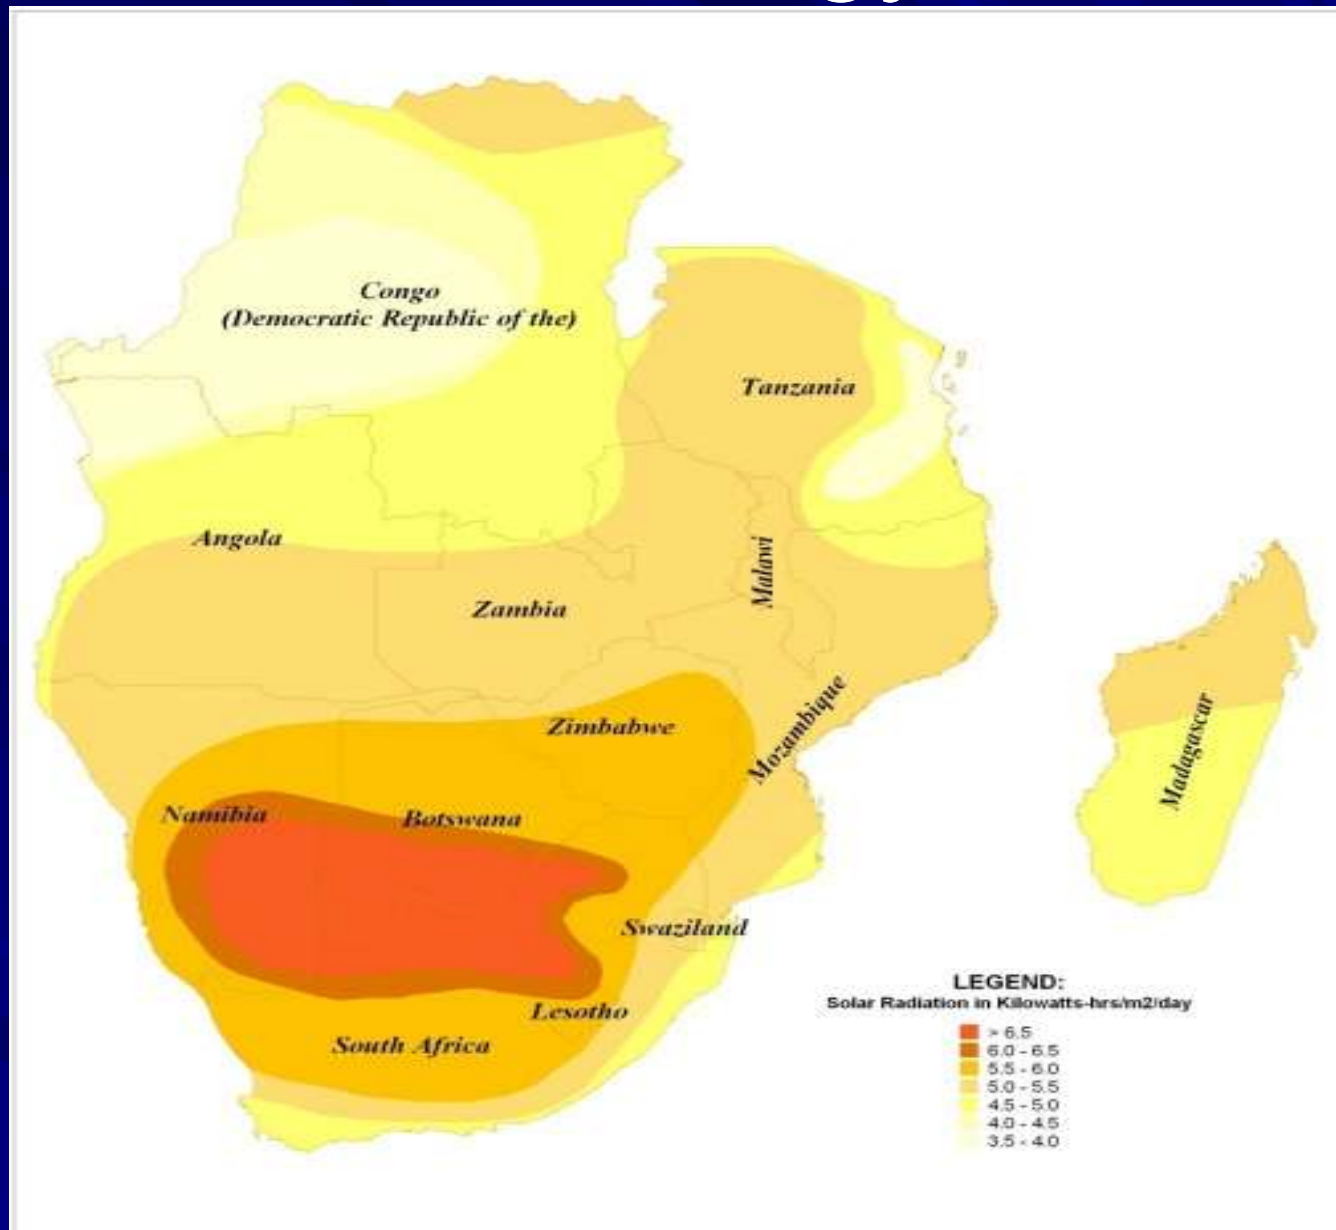 Congo
(Democratic Republic of the)
Tanzania
Angola
Malawi
Zambia
Zimbabwe
Mozambique
Madagascar
Namibia
Botswana
Swaziland
Lesotho
South Africa
LEGEND:
Solar Radiation in Kilowatts-hrs/m2/day
> 6.5
6.0 - 6.5
5.5 - 6.0
5.0 - 5.5
4.5 - 5.0
4.0 - 4.5
3.5 - 4.0